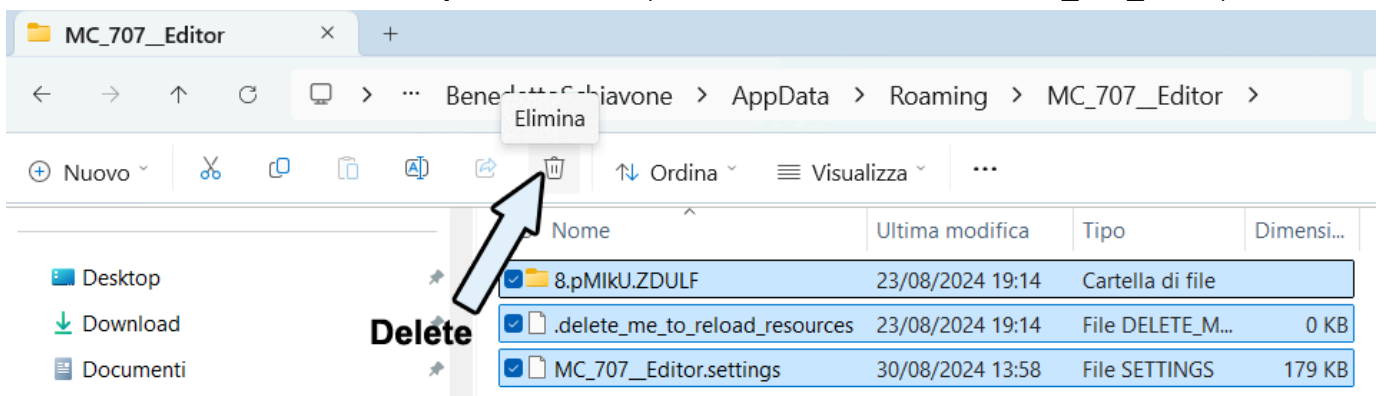 MC_707__Editor × +
... BenedettoSchiavone > AppData > Roaming > MC_707__Editor >
Elimina
Nuovo Ordina Visualizza ...
Nome Ultima modifica Tipo Dimensi...
Desktop 8.pMIkU.ZDULF 23/08/2024 19:14 Cartella di file
Download .delete_me_to_reload_resources 23/08/2024 19:14 File DELETE_M... 0 KB
Delete
Documenti MC_707__Editor.settings 30/08/2024 13:58 File SETTINGS 179 KB